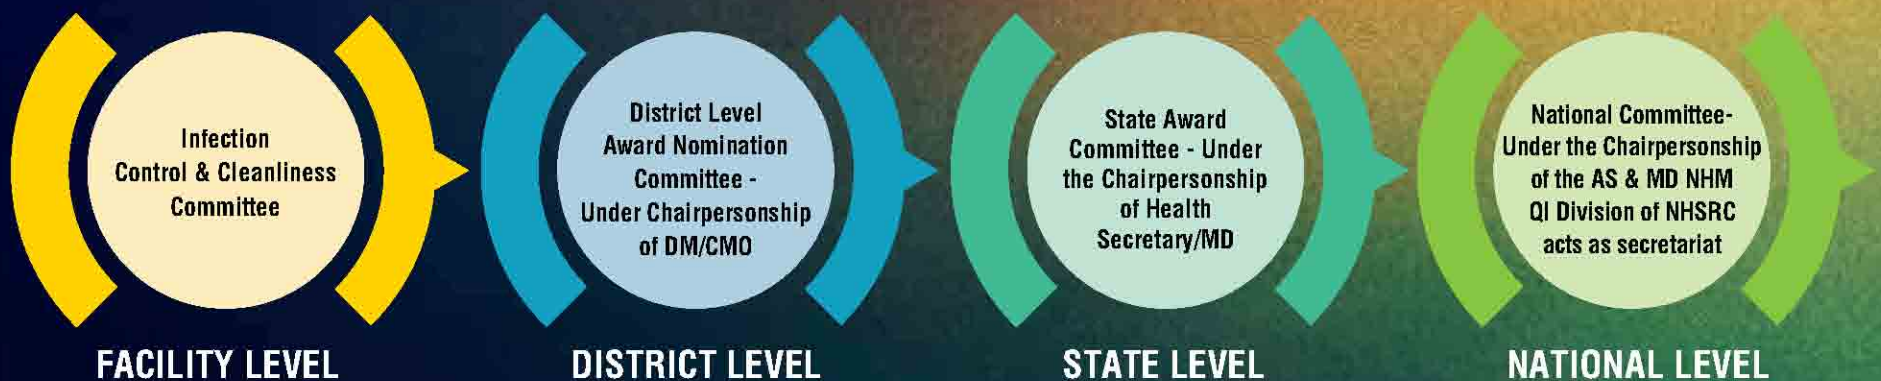 Infection
Control & Cleanliness
Committee
FACILITY LEVEL
District Level
Award Nomination
Committee -
Under Chairpersonship
of DM/CMO
DISTRICT LEVEL
State Award
Committee - Under
the Chairpersonship
of Health
Secretary/MD
STATE LEVEL
National Committee-
Under the Chairpersonship
of the AS & MD NHM
QI Division of NHSRC
acts as secretariat
NATIONAL LEVEL